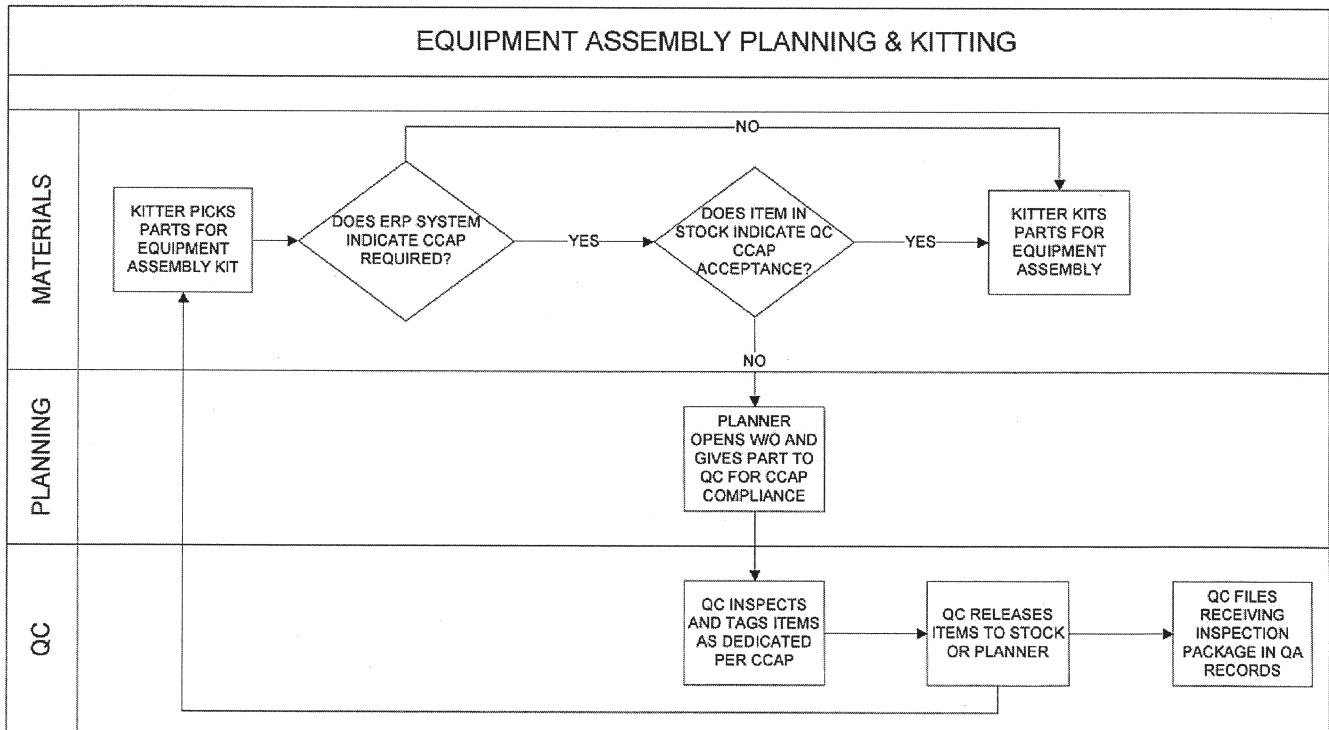 EQUIPMENT ASSEMBLY PLANNING & KITTING
MATERIALS
KITTER PICKS
PARTS FOR
EQUIPMENT
ASSEMBLY KIT
DOES ERP SYSTEM
INDICATE CCAP
REQUIRED?
NO
YES
DOES ITEM IN
STOCK INDICATE QC
CCAP
ACCEPTANCE?
YES
KITTER KITS
PARTS FOR
EQUIPMENT
ASSEMBLY
NO
PLANNING
PLANNER
OPENS W/O AND
GIVES PART TO
QC FOR CCAP
COMPLIANCE
QC
QC INSPECTS
AND TAGS ITEMS
AS DEDICATED
PER CCAP
QC RELEASES
ITEMS TO STOCK
OR PLANNER
QC FILES
RECEIVING
INSPECTION
PACKAGE IN QA
RECORDS